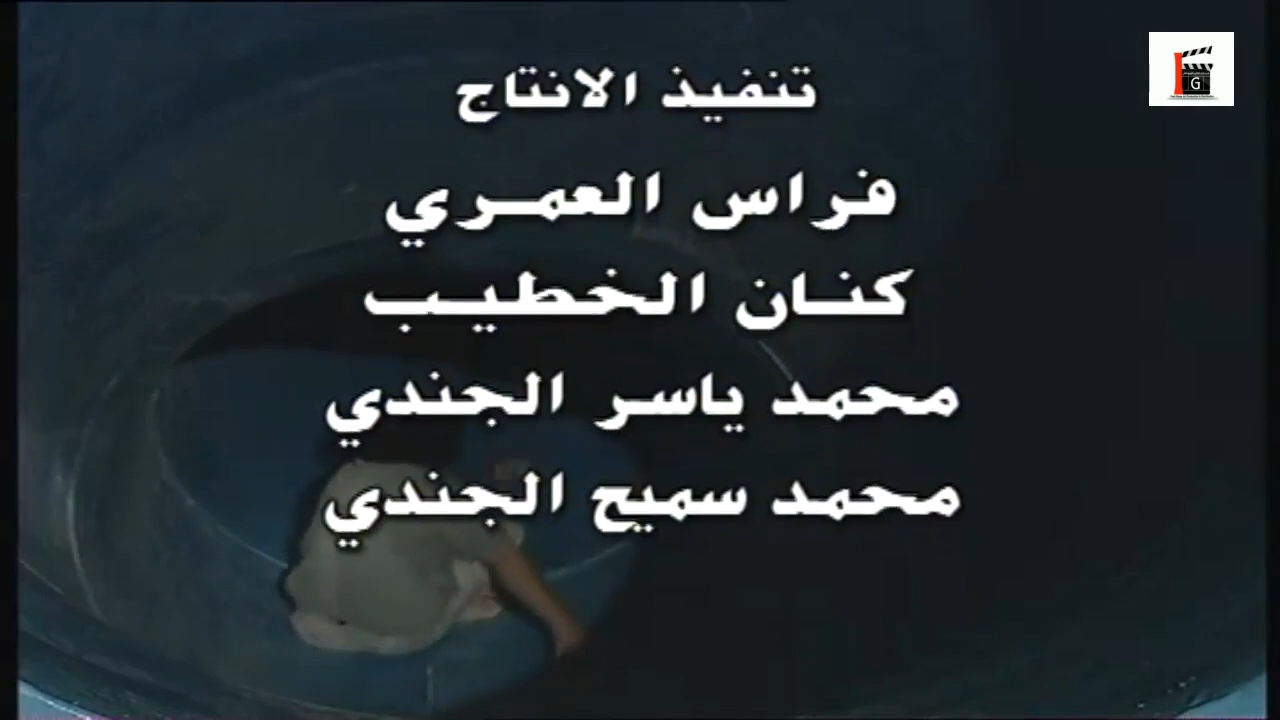 تنفيذ الانتاج
فراس العمري
كنان الخطيب
محمد ياسر الجندي
محمد سميح الجندي
G